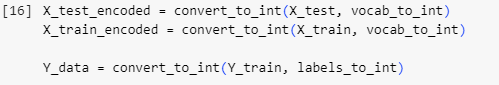 [16] X_test_encoded = convert_to_int(X_test, vocab_to_int)
X_train_encoded = convert_to_int(X_train, vocab_to_int)
Y_data = convert_to_int(Y_train, labels_to_int)